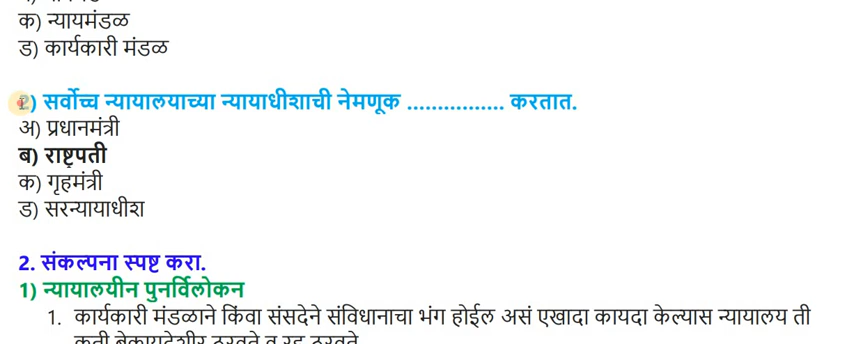 क) न्यायमंडळ
ड) कार्यकारी मंडळ
2) सर्वोच्च न्यायालयाच्या न्यायाधीशाची नेमणूक ................ करतात.
अ) प्रधानमंत्री
ब) राष्ट्रपती
क) गृहमंत्री
ड) सरन्यायाधीश
2. संकल्पना स्पष्ट करा.
1) न्यायालयीन पुनर्विलोकन
1. कार्यकारी मंडळाने किंवा संसदेने संविधानाचा भंग होईल असं एखादा कायदा केल्यास न्यायालय ती